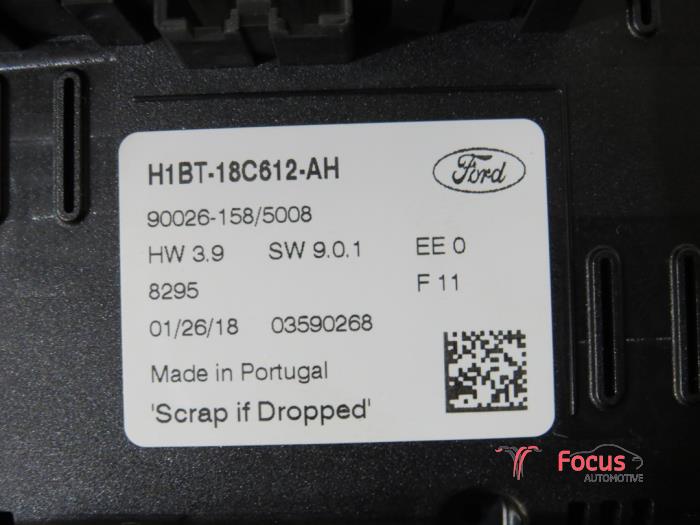 H1BT-18C612-AH
Ford
90026-158/5008
HW 3.9 SW 9.0.1 EE 0
8295 F 11
01/26/18 03590268
Made in Portugal
'Scrap if Dropped'
Focus
AUTOMOTIVE